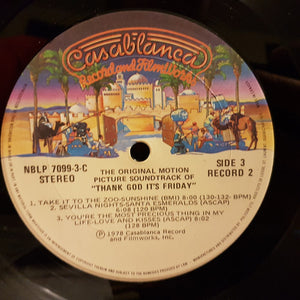 Casablanca
Record and FilmWorks
NBLP 7099-3-C
STEREO
SIDE 3
RECORD 2
THE ORIGINAL MOTION
PICTURE SOUNDTRACK OF
"THANK GOD IT'S FRIDAY"
1. TAKE IT TO THE ZOO-SUNSHINE (BMI) 8:00 (130-132- BPM)
2. SEVILLA NIGHTS-SANTA ESMERALDS (ASCAP)
6:08 (120 BPM)
3. YOU'RE THE MOST PRECIOUS THING IN MY
LIFE-LOVE AND KISSES (ASCAP) 8:02
(128 BPM)
℗ 1978 Casablanca Record
and Filmworks, Inc.